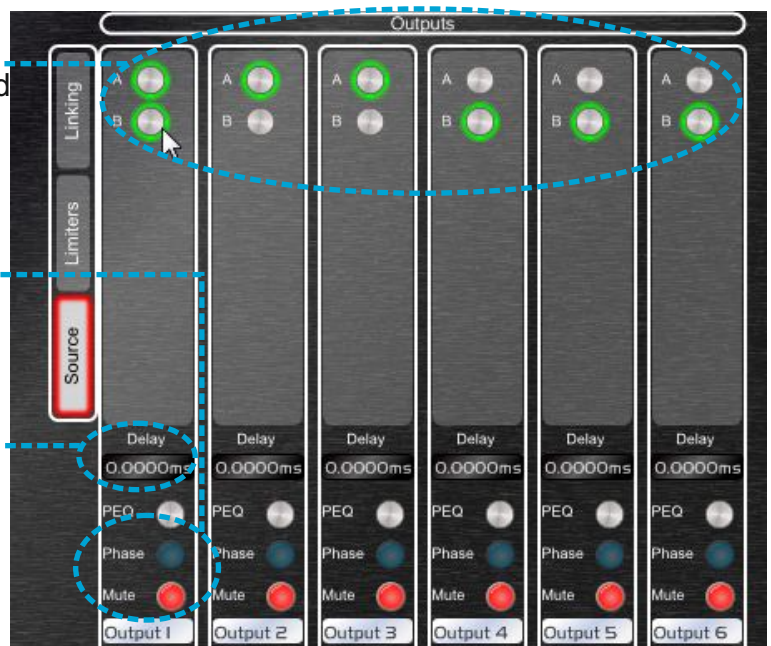 Outputs
d
Linking
Limiters
Source
A A A A A A
B B B B B B
Delay Delay Delay Delay Delay Delay
0.0000ms 0.0000ms 0.0000ms 0.0000ms 0.0000ms 0.0000ms
PEQ PEQ PEQ PEQ PEQ PEQ
Phase Phase Phase Phase Phase Phase
Mute Mute Mute Mute Mute Mute
Output 1 Output 2 Output 3 Output 4 Output 5 Output 6